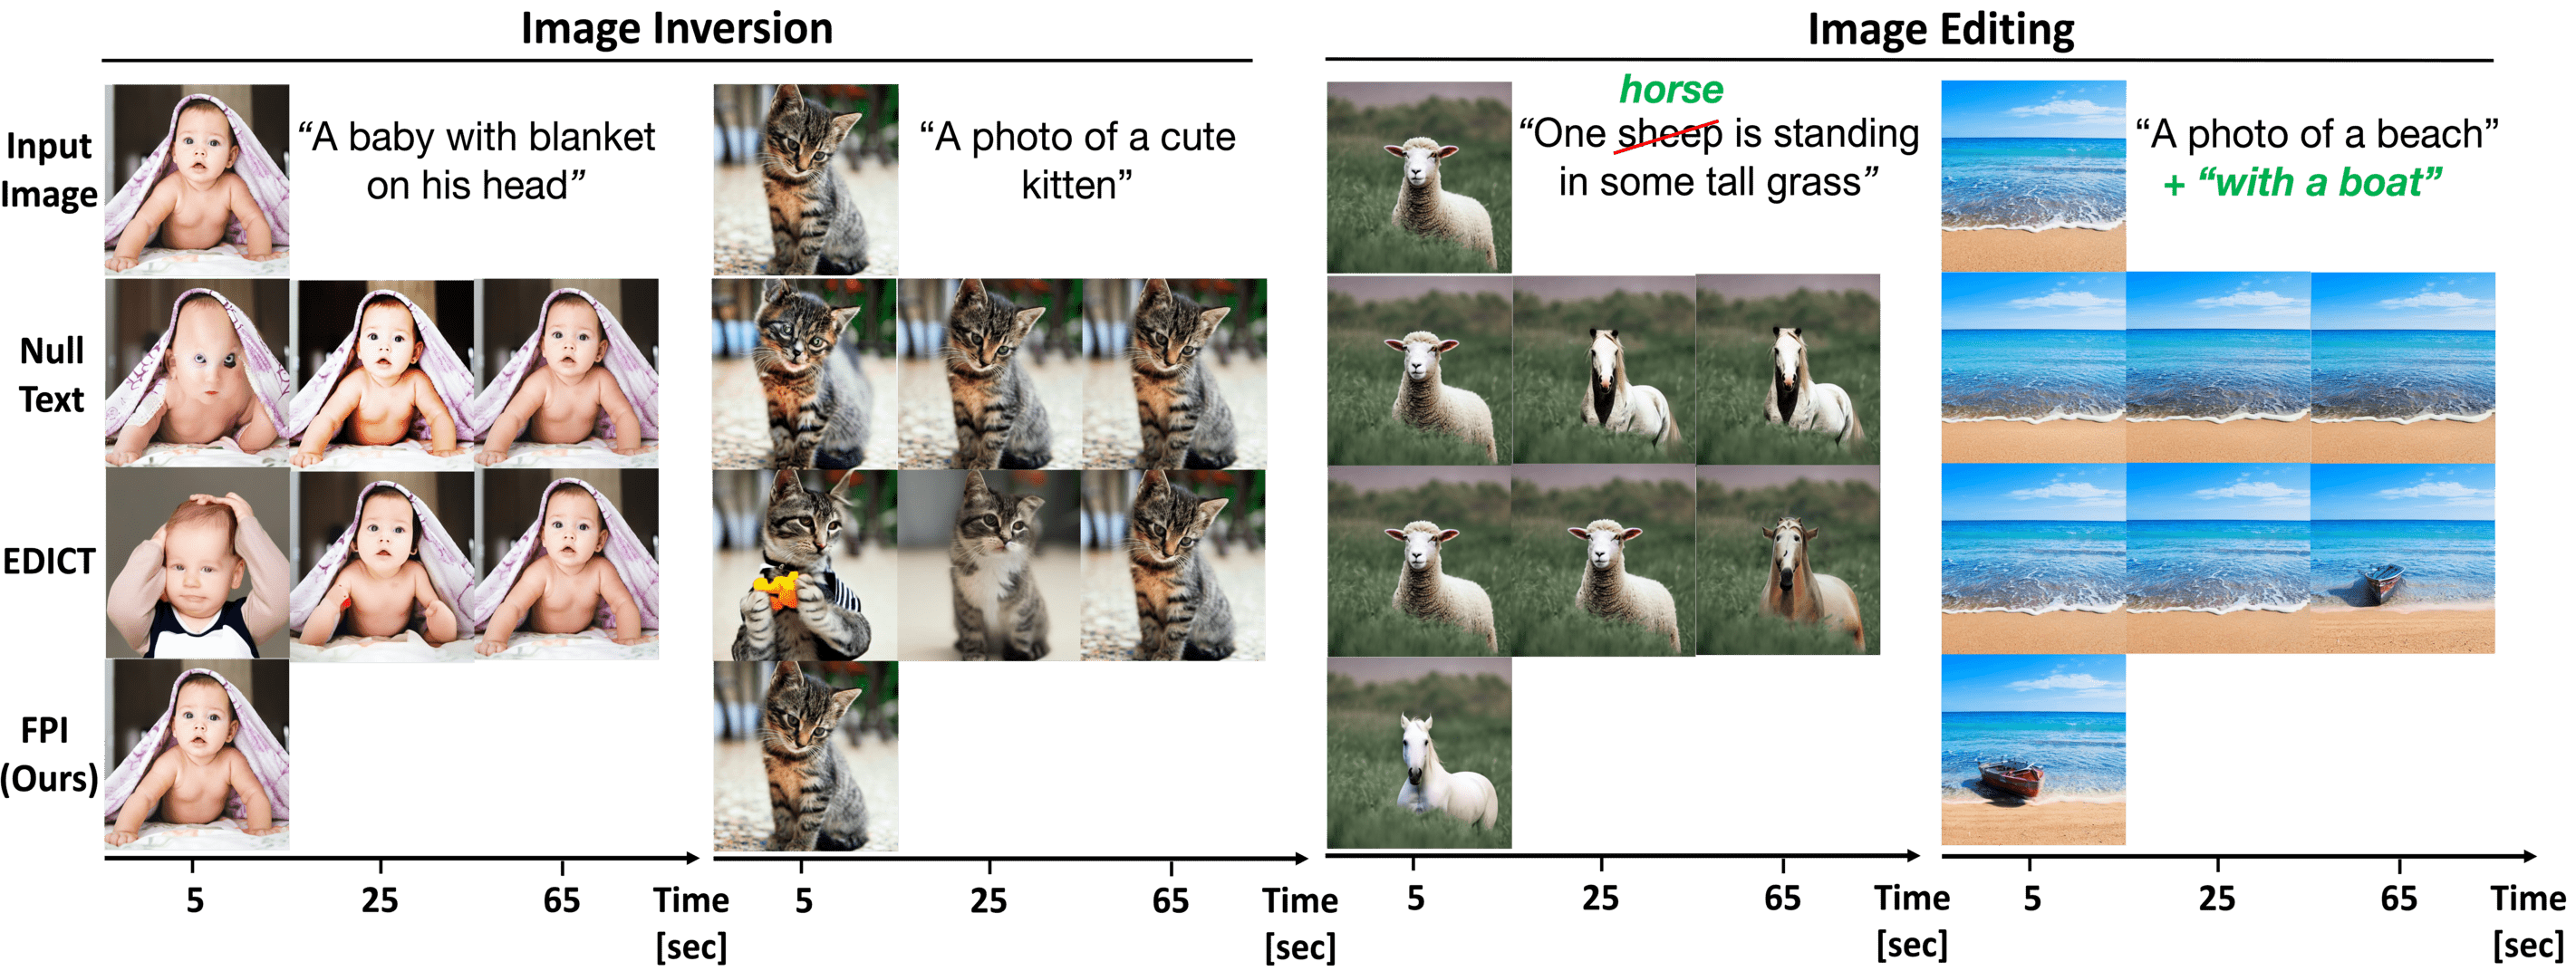 Image Inversion
Image Editing
Input
Image
“A baby with blanket
on his head”
“A photo of a cute
kitten”
horse
“One sheep is standing
in some tall grass”
“A photo of a beach”
+ “with a boat”
Null
Text
EDICT
FPI
(Ours)
5 25 65 Time
[sec]
5 25 65 Time
[sec]
5 25 65 Time
[sec]
5 25 65 Time
[sec]